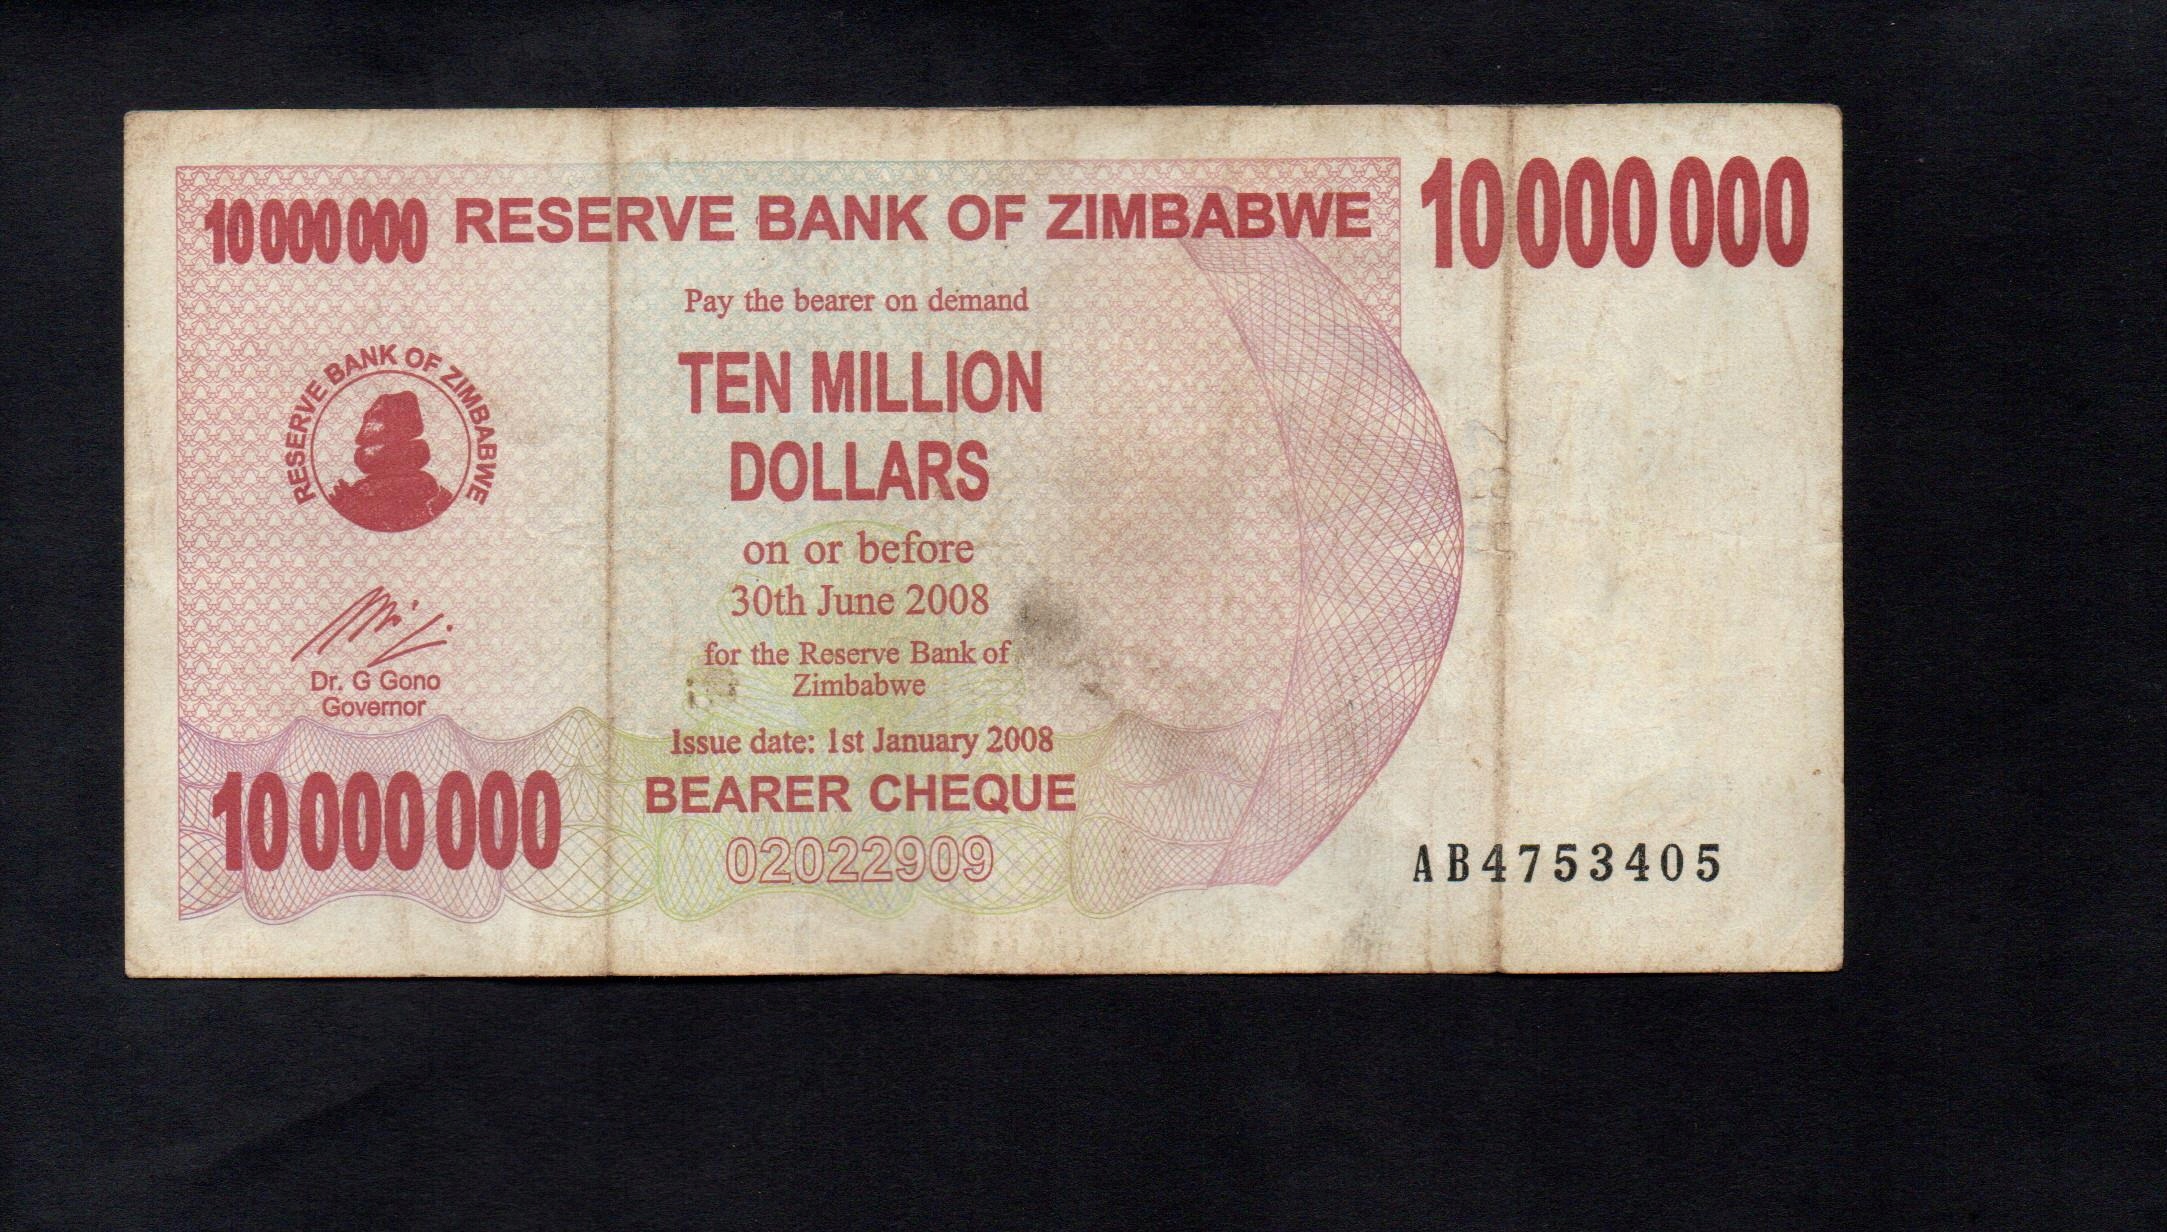 10 000 000 RESERVE BANK OF ZIMBABWE 10 000 000
Pay the bearer on demand
TEN MILLION
DOLLARS
on or before
30th June 2008
for the Reserve Bank of
Zimbabwe
RESERVE BANK OF ZIMBABWE
Dr. G Gono
Governor
Issue date: 1st January 2008
BEARER CHEQUE
10 000 000
02022909
AB4753405